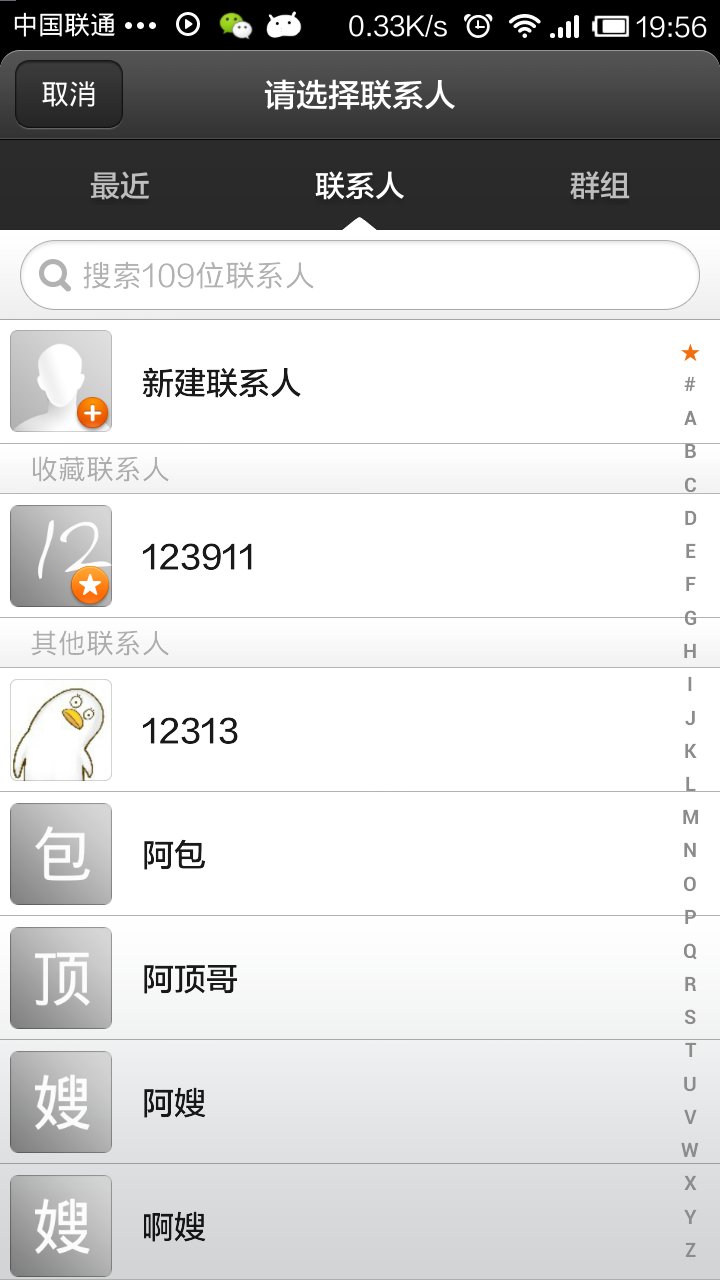 中国联通 ••• 0.33K/s 19:56
取消 请选择联系人
最近 联系人 群组
搜索109位联系人
新建联系人
收藏联系人
12 123911
其他联系人
12313
包 阿包
顶 阿顶哥
嫂 阿嫂
嫂 啊嫂
#
A
B
C
D
E
F
G
H
I
J
K
L
M
N
O
P
Q
R
S
T
U
V
W
X
Y
Z